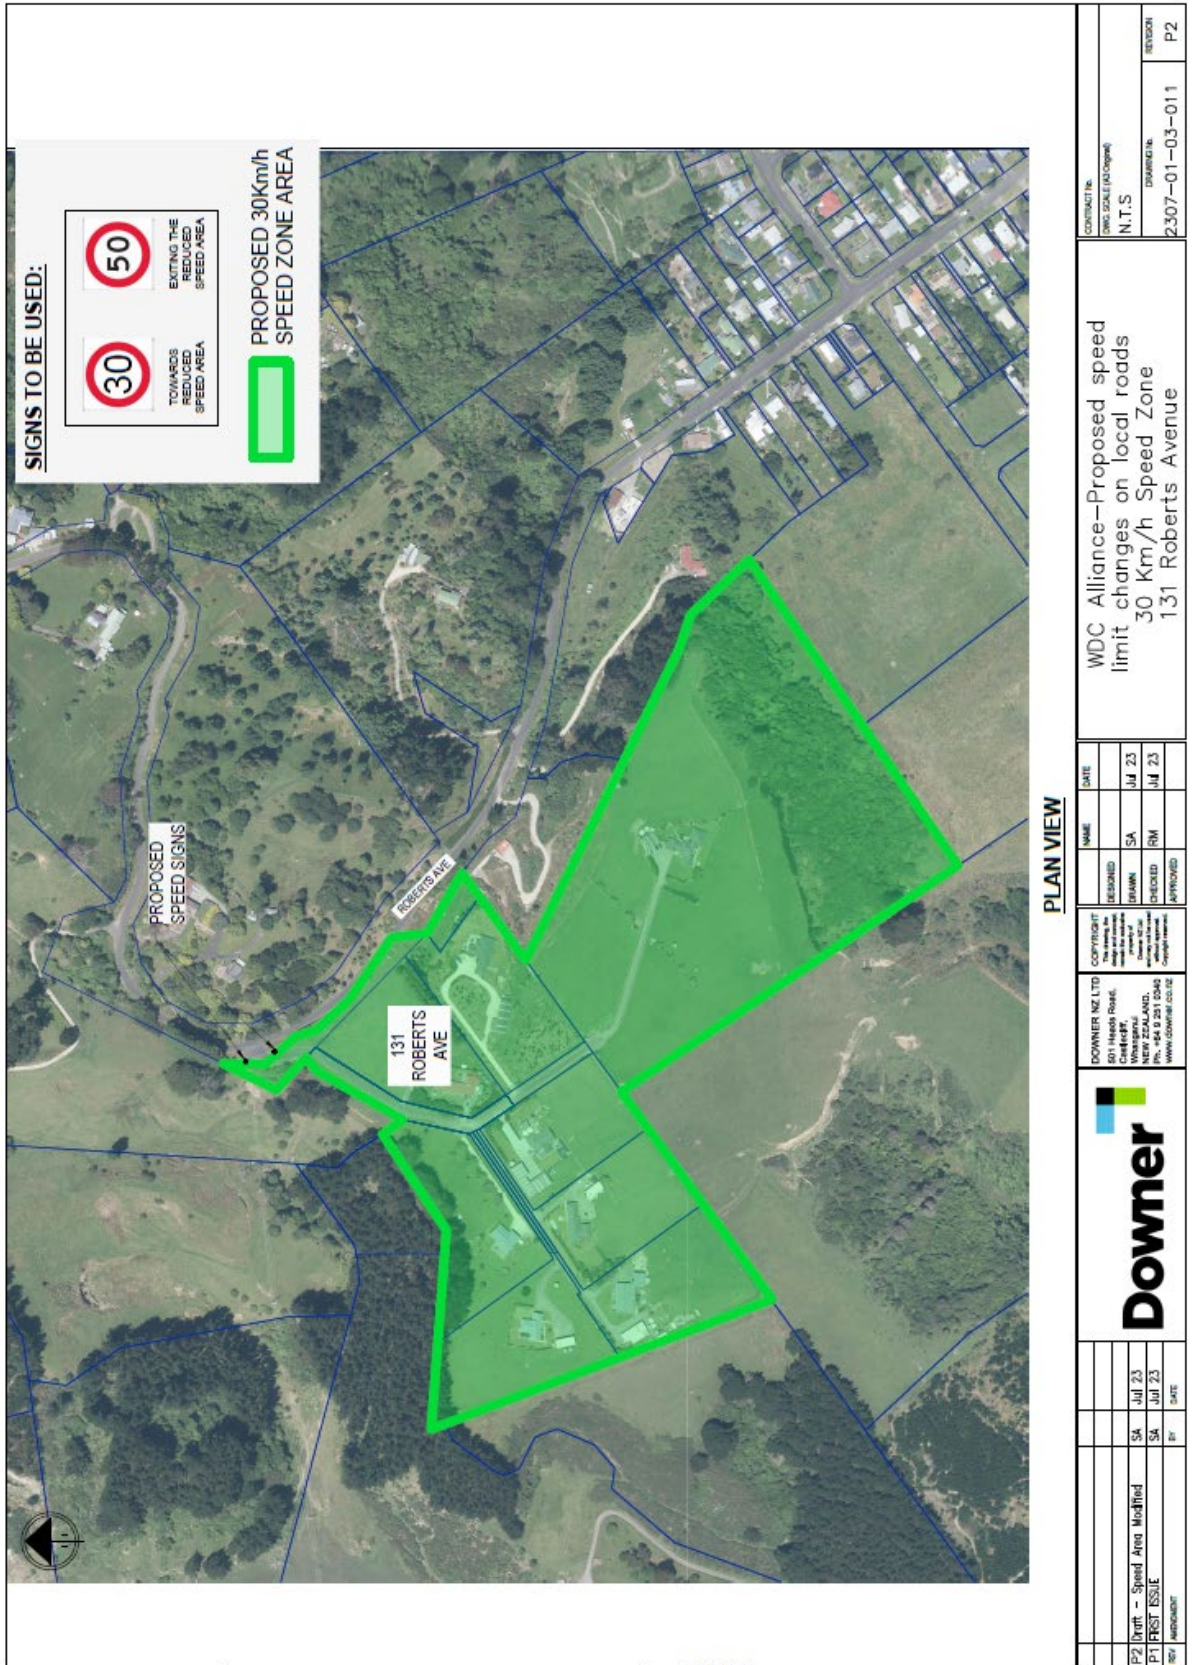 SIGNS TO BE USED:
30
TOWARDS
REDUCED
SPEED AREA
50
EXITING THE
REDUCED
SPEED AREA
PROPOSED 30Km/h
SPEED ZONE AREA
PROPOSED
SPEED SIGNS
ROBERTS AVE
131
ROBERTS
AVE
PLAN VIEW
P2 Draft - Speed Area Modified SA Jul 23
P1 FIRST ISSUE SA Jul 23
REV AMENDMENT BY DATE
Downer
DOWNER NZ LTD
501 Heads Road,
Castlecliff,
Whanganui
NEW ZEALAND.
www.downer.co.nz
COPYRIGHT
NAME DATE
DESIGNED
DRAWN SA Jul 23
CHECKED RM Jul 23
APPROVED
WDC Alliance-Proposed speed
limit changes on local roads
30 Km/h Speed Zone
131 Roberts Avenue
CONTRACT No.
DWG. SCALE (A3 Original)
N.T.S
DRAWING No. REVISION
2307-01-03-011 P2